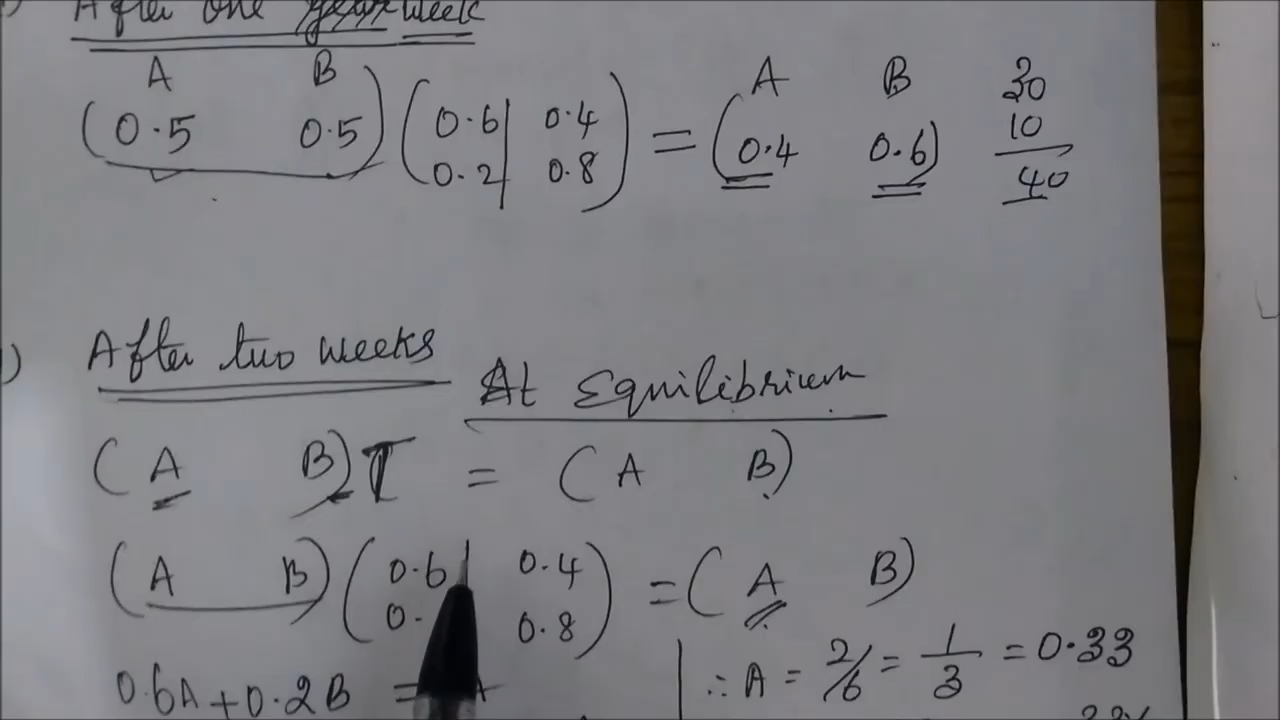 After one year week
A B
(0.5 0.5) (0.6 0.4 = (0.4 0.6)
0.2 0.8)
A B
30
10
40
) After two weeks
At Equilibrium
(A B) T = (A B)
(A B) (0.6 0.4 = (A B)
0. 0.8)
0.6A + 0.2B = A
∴ A = 2/6 = 1/3 = 0.33